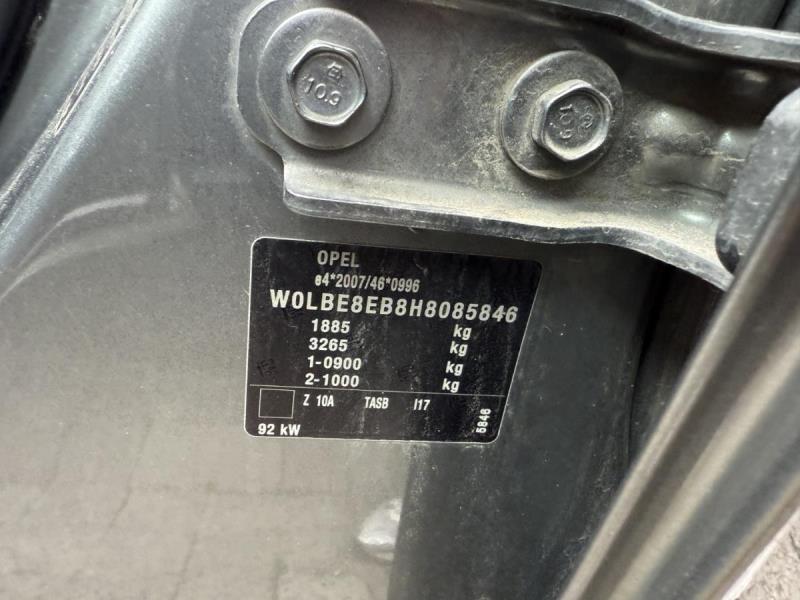 10.9
10.9
OPEL
e4*2007/46*0996
W0LBE8EB8H8085846
1885 kg
3265 kg
1-0900 kg
2-1000 kg
Z 10A TASB I17
92 kW
5846